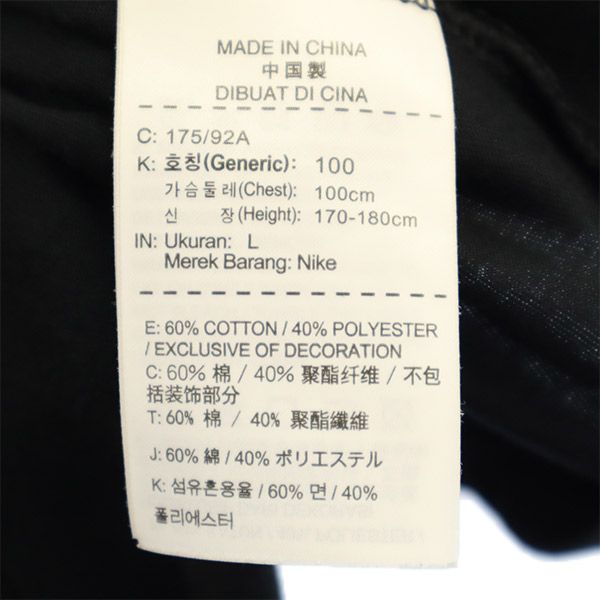 MADE IN CHINA
中国製
DIBUAT DI CINA
C: 175/92A
K: 호칭(Generic): 100
가슴둘레(Chest): 100cm
신 장(Height): 170-180cm
IN: Ukuran: L
Merek Barang: Nike
E: 60% COTTON / 40% POLYESTER
/ EXCLUSIVE OF DECORATION
C: 60% 棉 / 40% 聚酯纤维 / 不包
括装饰部分
T: 60% 棉 / 40% 聚酯纖維
J: 60% 綿 / 40% ポリエステル
K: 섬유혼용율 / 60% 면 / 40%
폴리에스터